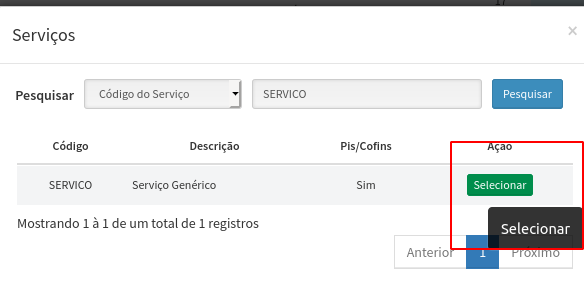 17
Serviços ×
Pesquisar Código do Serviço SERVICO Pesquisar
Código Descrição Pis/Cofins Ação
SERVICO Serviço Genérico Sim Selecionar
Mostrando 1 à 1 de um total de 1 registros
Selecionar
Anterior 1 Próximo